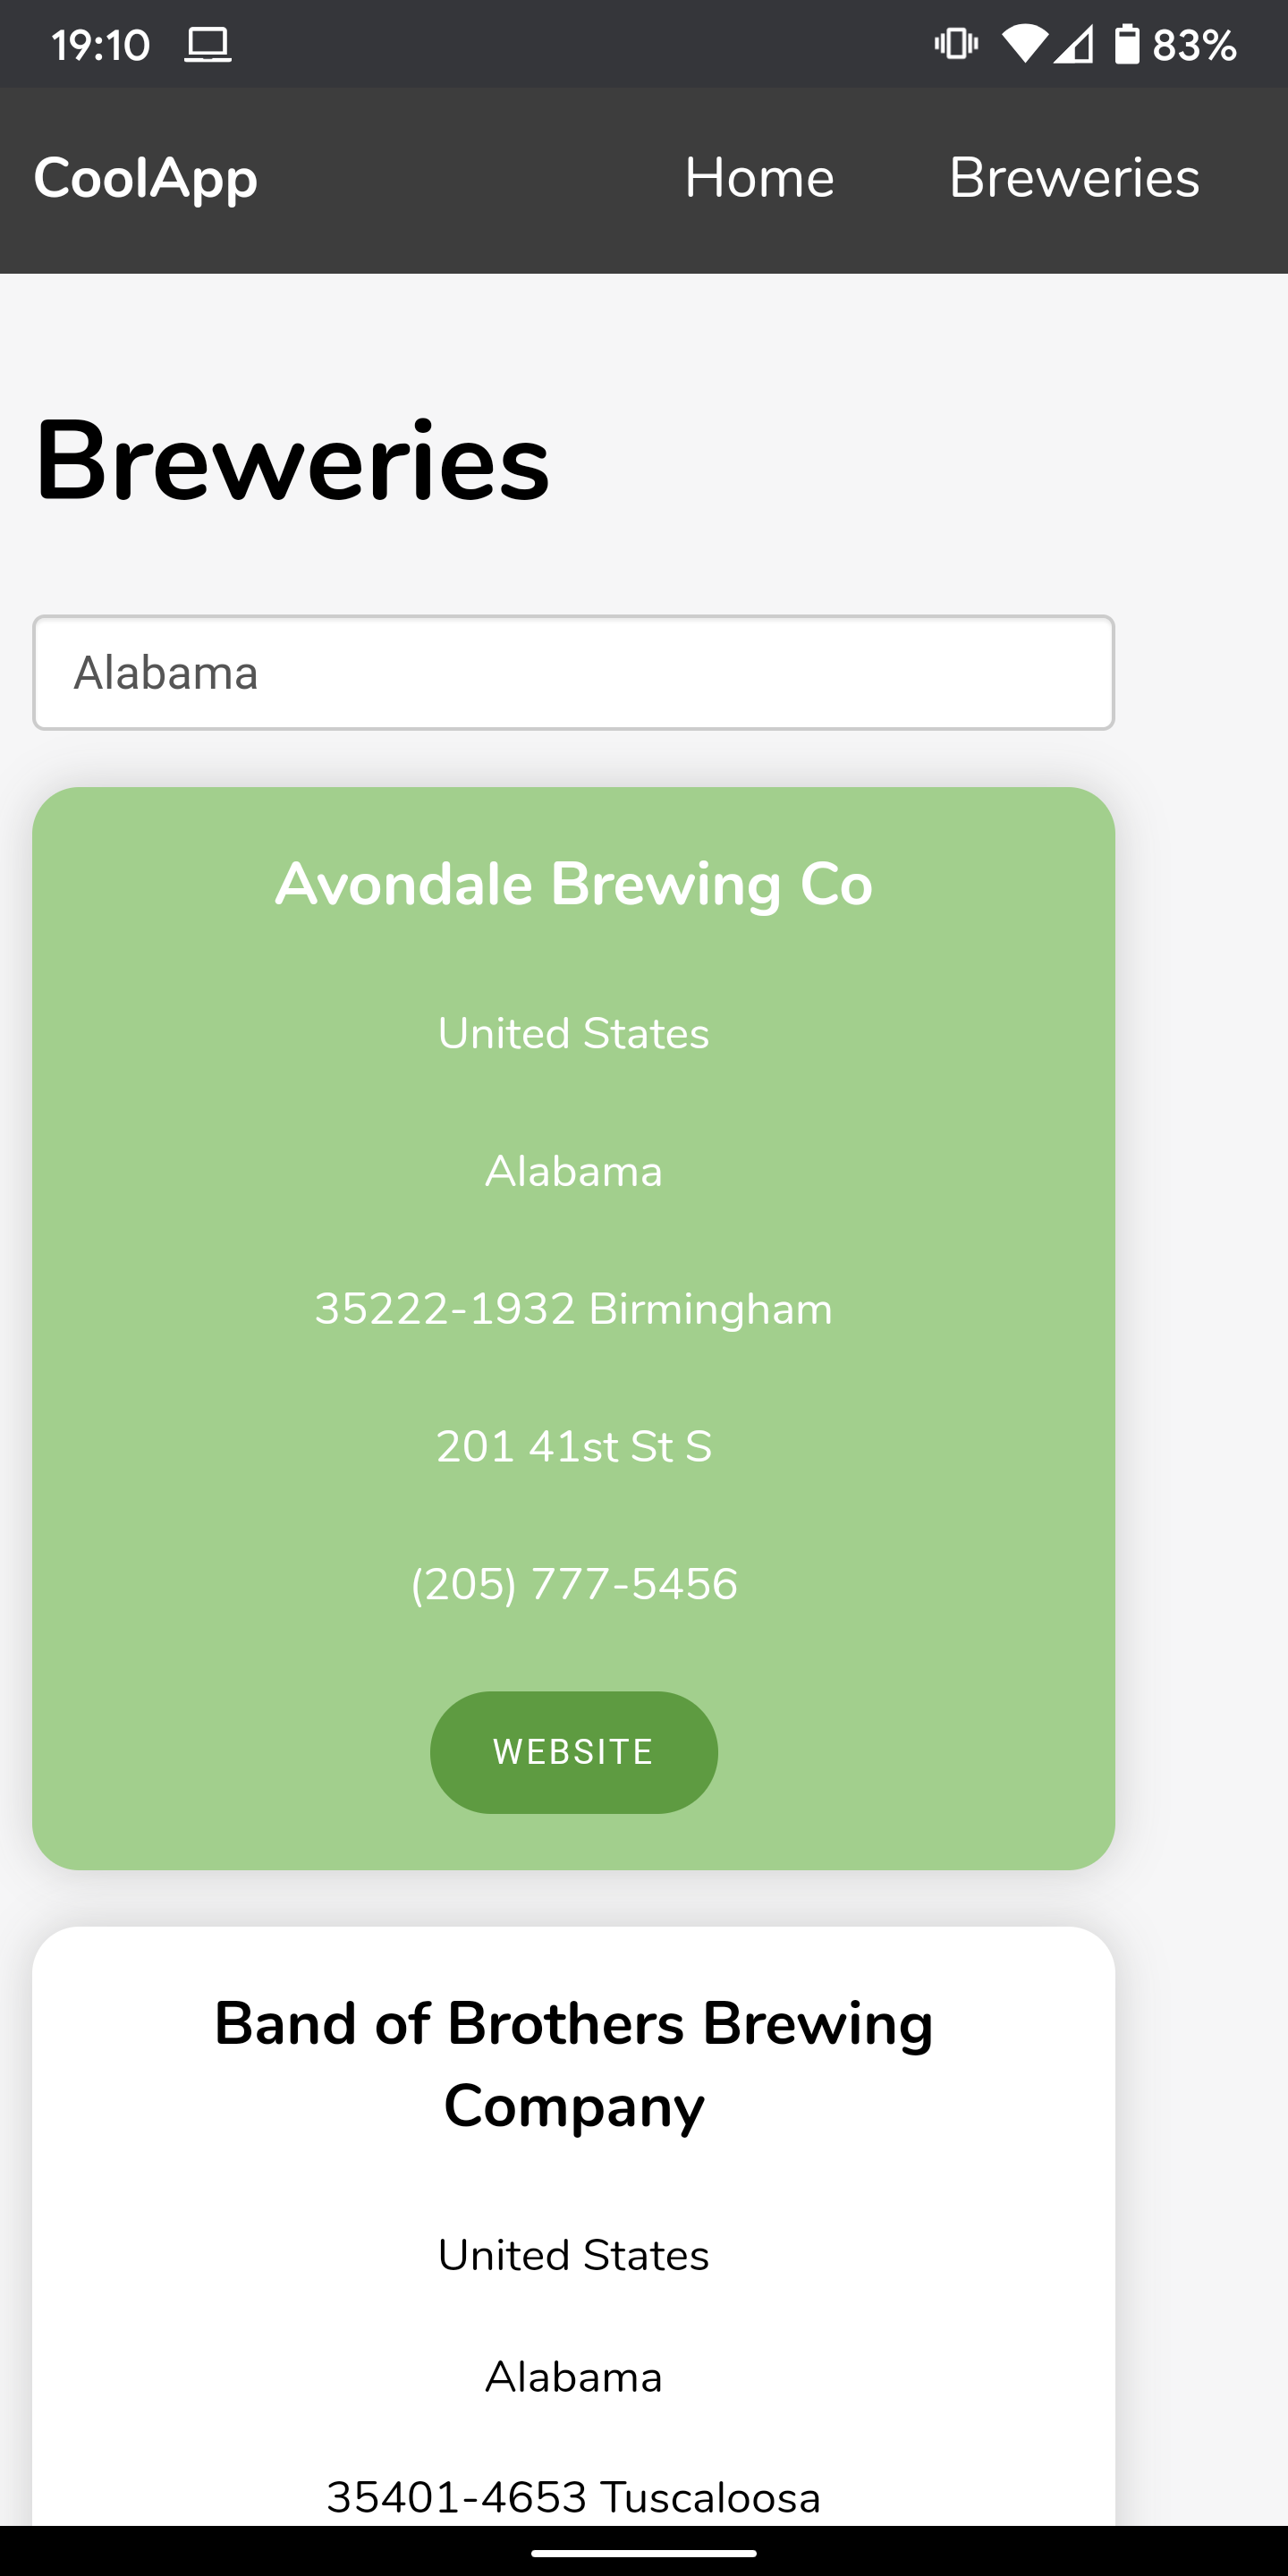 19:10 83%
CoolApp Home Breweries
Breweries
Alabama
Avondale Brewing Co
United States
Alabama
35222-1932 Birmingham
201 41st St S
(205) 777-5456
WEBSITE
Band of Brothers Brewing
Company
United States
Alabama
35401-4653 Tuscaloosa